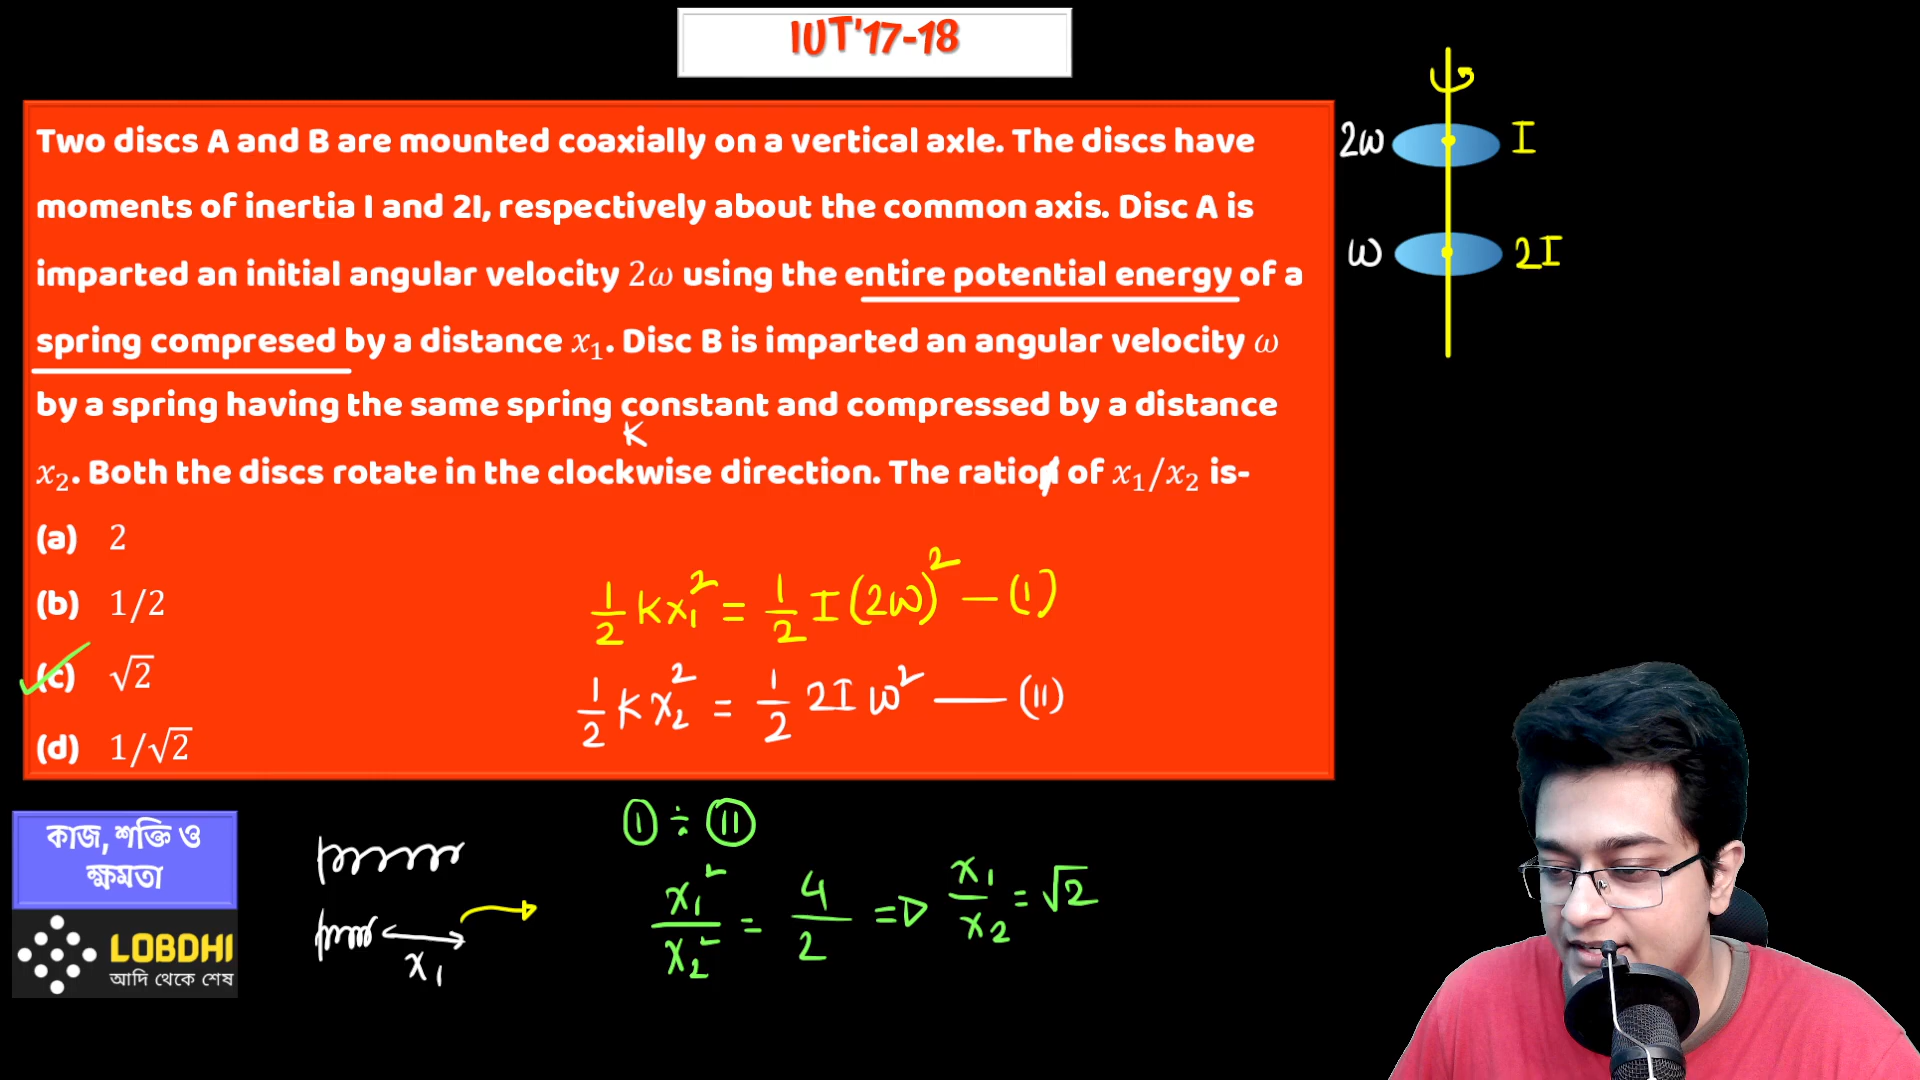 IUT'17-18
Two discs A and B are mounted coaxially on a vertical axle. The discs have
moments of inertia I and 2I, respectively about the common axis. Disc A is
imparted an initial angular velocity 2ω using the entire potential energy of a
spring compresed by a distance x₁. Disc B is imparted an angular velocity ω
by a spring having the same spring constant and compressed by a distance
K
x₂. Both the discs rotate in the clockwise direction. The ration of x₁/x₂ is-
(a) 2
(b) 1/2
(c) √2
(d) 1/√2
½ Kx₁² = ½ I (2ω)² — (I)
½ K x₂² = ½ 2I ω² — (II)
2ω I
ω 2I
কাজ, শক্তি ও
ক্ষমতা
LOBDHI
আদি থেকে শেষ
x₁
(I) ÷ (II)
x₁²/x₂² = 4/2 => x₁/x₂ = √2